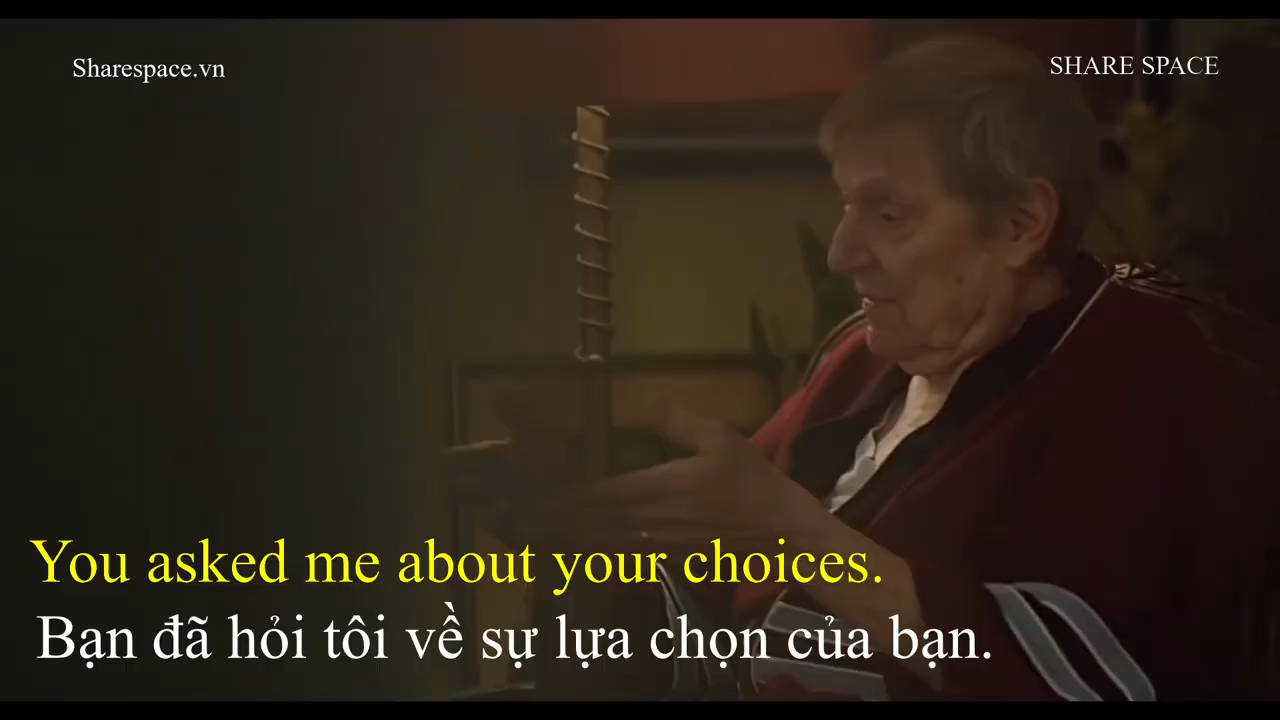 Sharespace.vn
SHARE SPACE
You asked me about your choices.
Bạn đã hỏi tôi về sự lựa chọn của bạn.